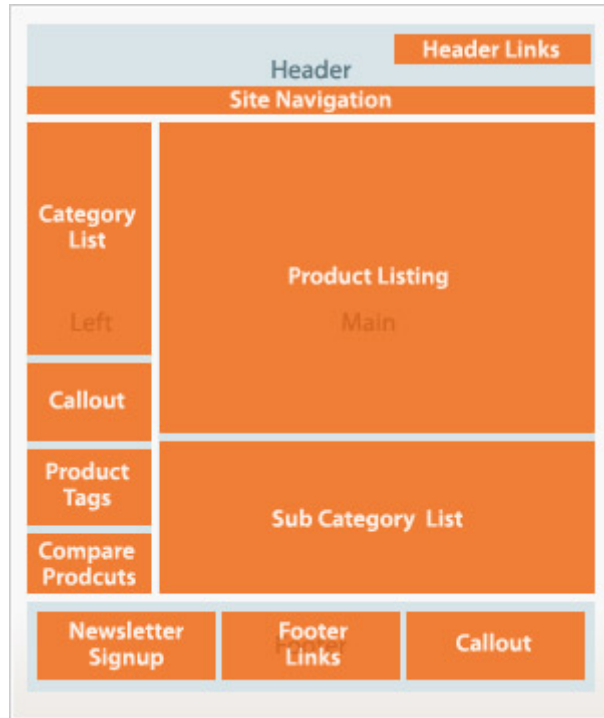 Header Links
Header
Site Navigation
Category
List
Left
Callout
Product
Tags
Compare
Prodcuts
Product Listing
Main
Sub Category List
Newsletter
Signup
Footer
Footer
Links
Callout